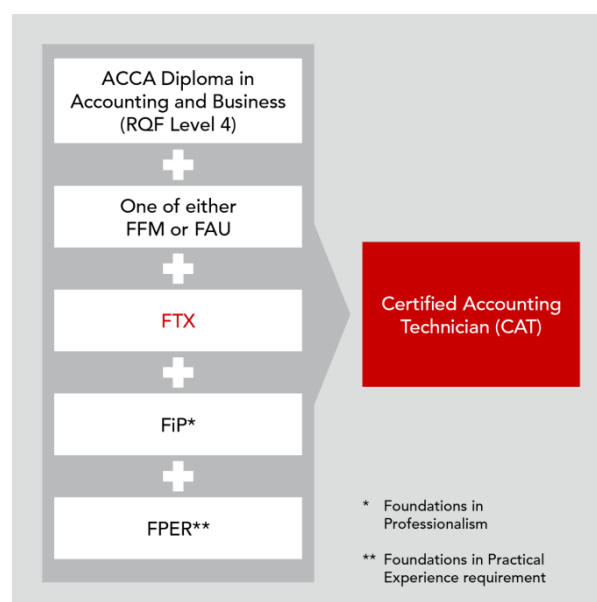 ACCA Diploma in
Accounting and Business
(RQF Level 4)
One of either
FFM or FAU
FTX
FiP*
FPER**
Certified Accounting
Technician (CAT)
* Foundations in
Professionalism
** Foundations in Practical
Experience requirement